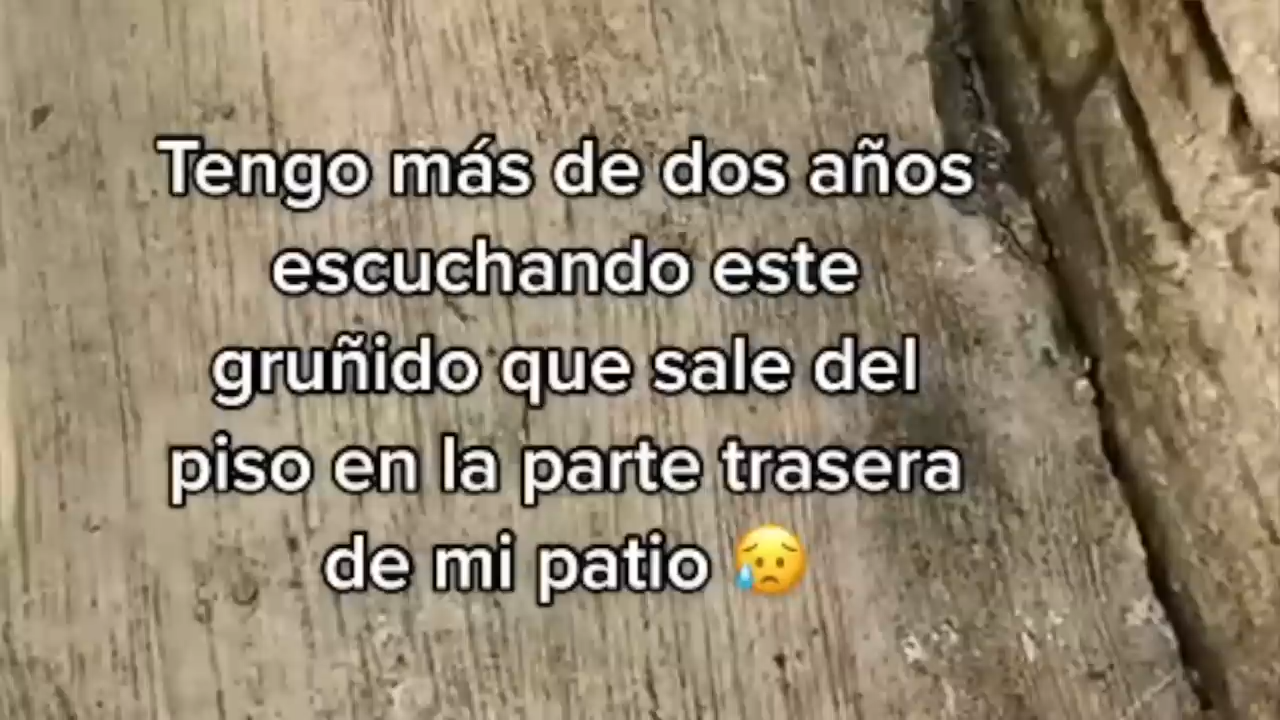 Tengo más de dos años
escuchando este
gruñido que sale del
piso en la parte trasera
de mi patio 😥